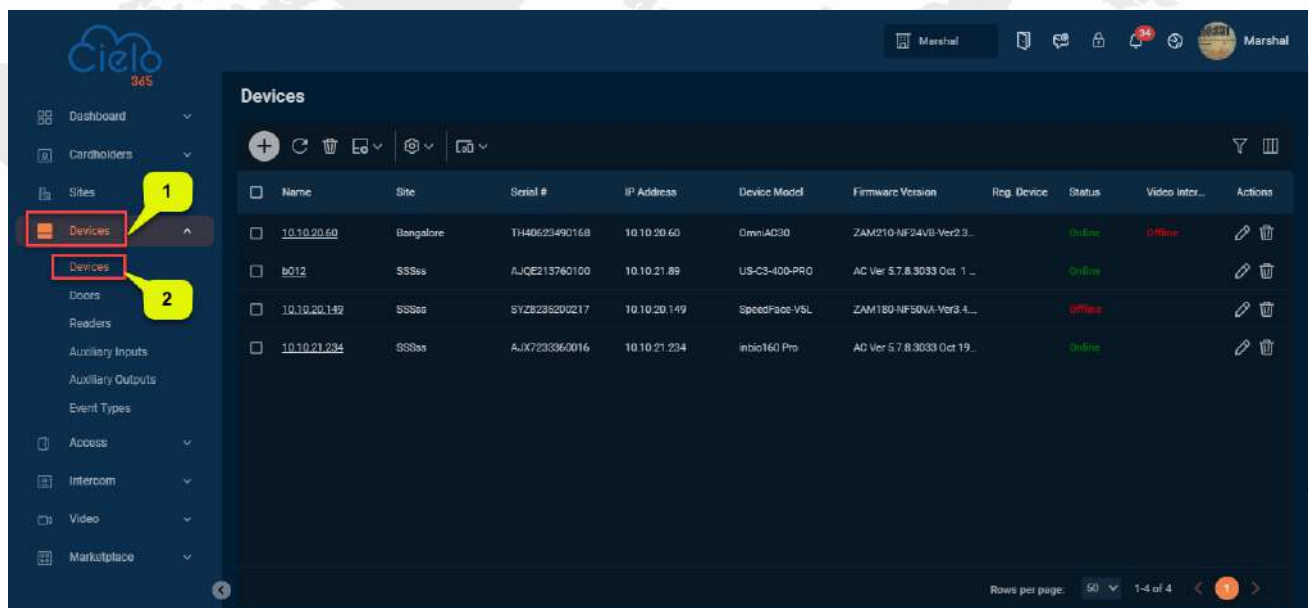 Cielo
365
Marshal
34
Marshal
Dashboard
Cardholders
Sites
1
Devices
Devices
2
Doors
Readers
Auxiliary Inputs
Auxiliary Outputs
Event Types
Access
Intercom
Video
Marketplace
Devices
Name Site Serial # IP Address Device Model Firmware Version Reg. Device Status Video Inter... Actions
10.10.20.60 Bangalore TH40623490168 10.10.20.60 OmniAC30 ZAM210-NF24VB-Ver2.3... Online Offline
b012 SSSss AJQE213760100 10.10.21.89 US-C3-400-PRO AC Ver 5.7.8.3033 Oct 1 ... Online
10.10.20.149 SSSss SYZ8235200217 10.10.20.149 SpeedFace-V5L ZAM180-NF50VA-Ver3.4.... Offline
10.10.21.234 SSSss AJX7233360016 10.10.21.234 inbio160 Pro AC Ver 5.7.8.3033 Oct 19... Online
Rows per page: 50 1-4 of 4 1